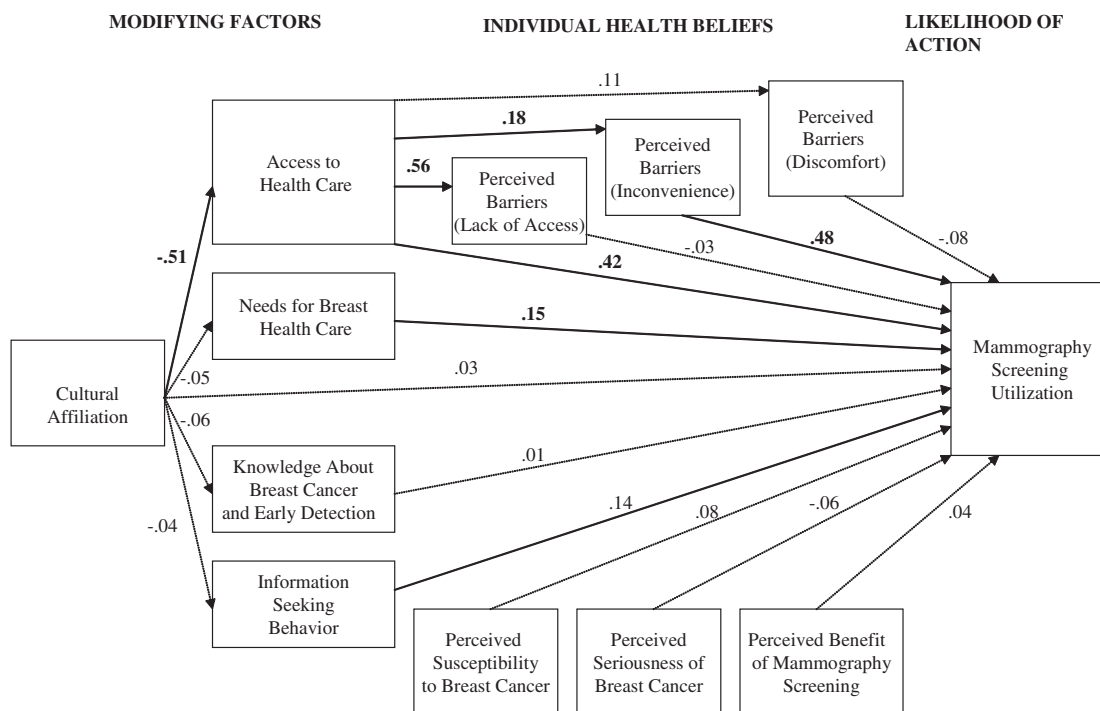 MODIFYING FACTORS
INDIVIDUAL HEALTH BELIEFS
LIKELIHOOD OF
ACTION
.11
.18
.56
Access to
Health Care
Perceived
Barriers
(Lack of Access)
Perceived
Barriers
(Inconvenience)
Perceived
Barriers
(Discomfort)
-.51
.42
-.03
.48
-.08
Needs for Breast
Health Care
.15
Cultural
Affiliation
-.05
.03
-.06
-.04
Mammography
Screening
Utilization
Knowledge About
Breast Cancer
and Early Detection
.01
Information
Seeking
Behavior
.14
.08
-.06
.04
Perceived
Susceptibility
to Breast Cancer
Perceived
Seriousness of
Breast Cancer
Perceived Benefit
of Mammography
Screening